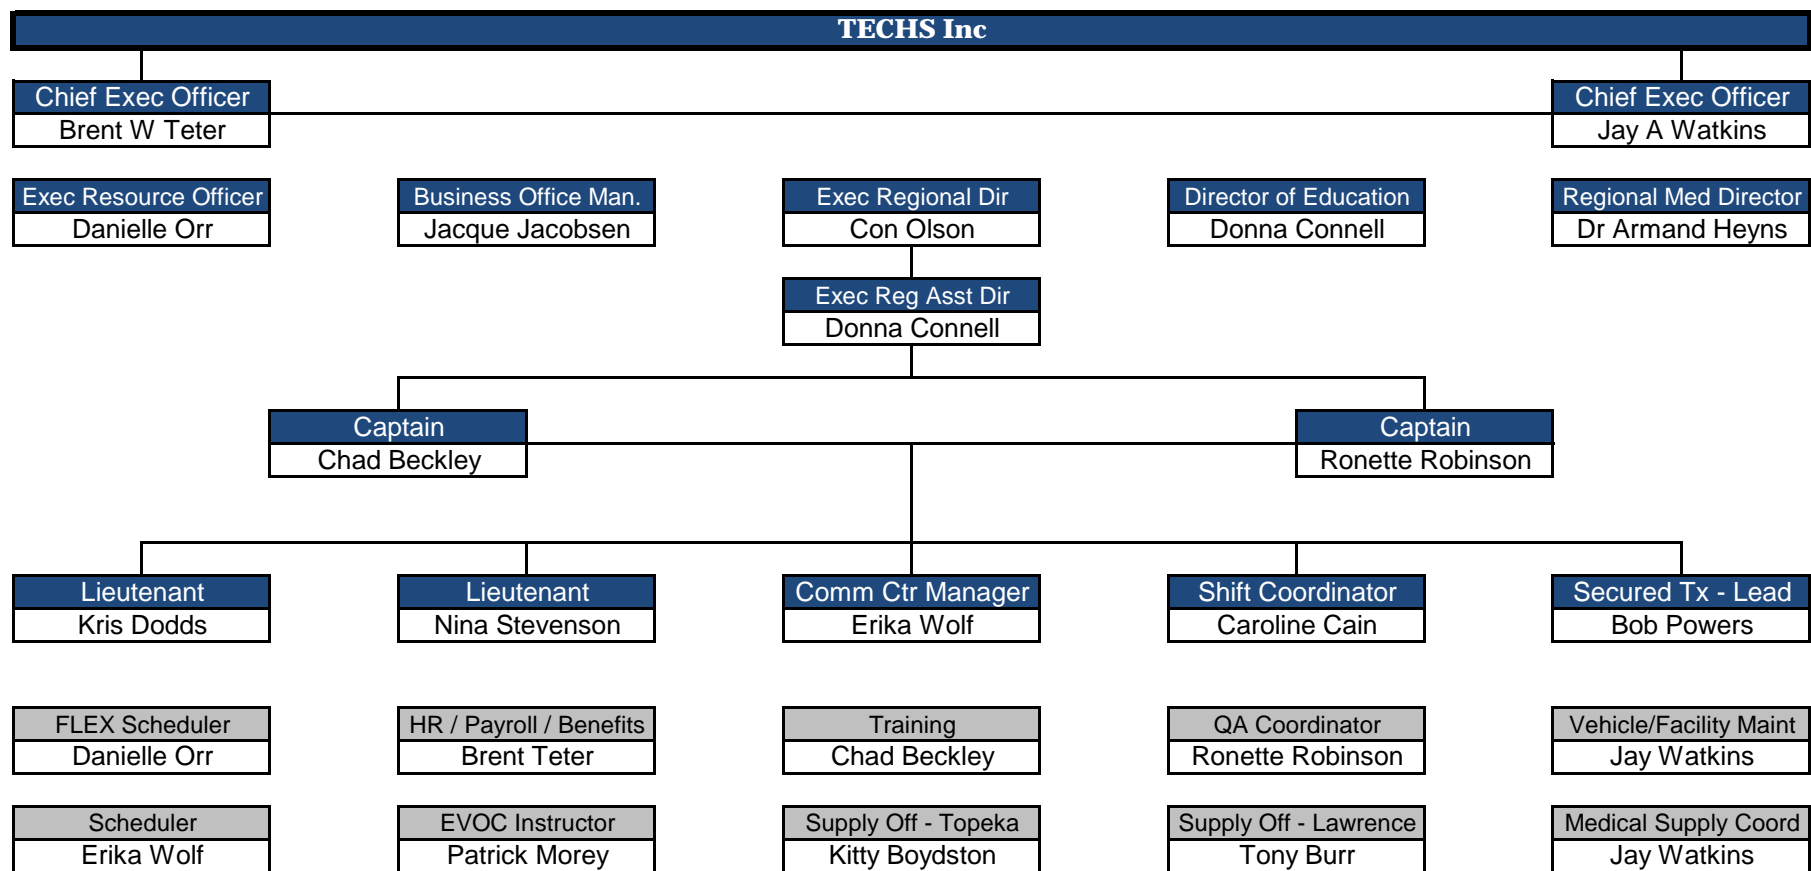 TECHS Inc
Chief Exec Officer
Brent W Teter
Chief Exec Officer
Jay A Watkins
Exec Resource Officer
Danielle Orr
Business Office Man.
Jacque Jacobsen
Exec Regional Dir
Con Olson
Director of Education
Donna Connell
Regional Med Director
Dr Armand Heyns
Exec Reg Asst Dir
Donna Connell
Captain
Chad Beckley
Captain
Ronette Robinson
Lieutenant
Kris Dodds
Lieutenant
Nina Stevenson
Comm Ctr Manager
Erika Wolf
Shift Coordinator
Caroline Cain
Secured Tx - Lead
Bob Powers
FLEX Scheduler
Danielle Orr
HR / Payroll / Benefits
Brent Teter
Training
Chad Beckley
QA Coordinator
Ronette Robinson
Vehicle/Facility Maint
Jay Watkins
Scheduler
Erika Wolf
EVOC Instructor
Patrick Morey
Supply Off - Topeka
Kitty Boydston
Supply Off - Lawrence
Tony Burr
Medical Supply Coord
Jay Watkins